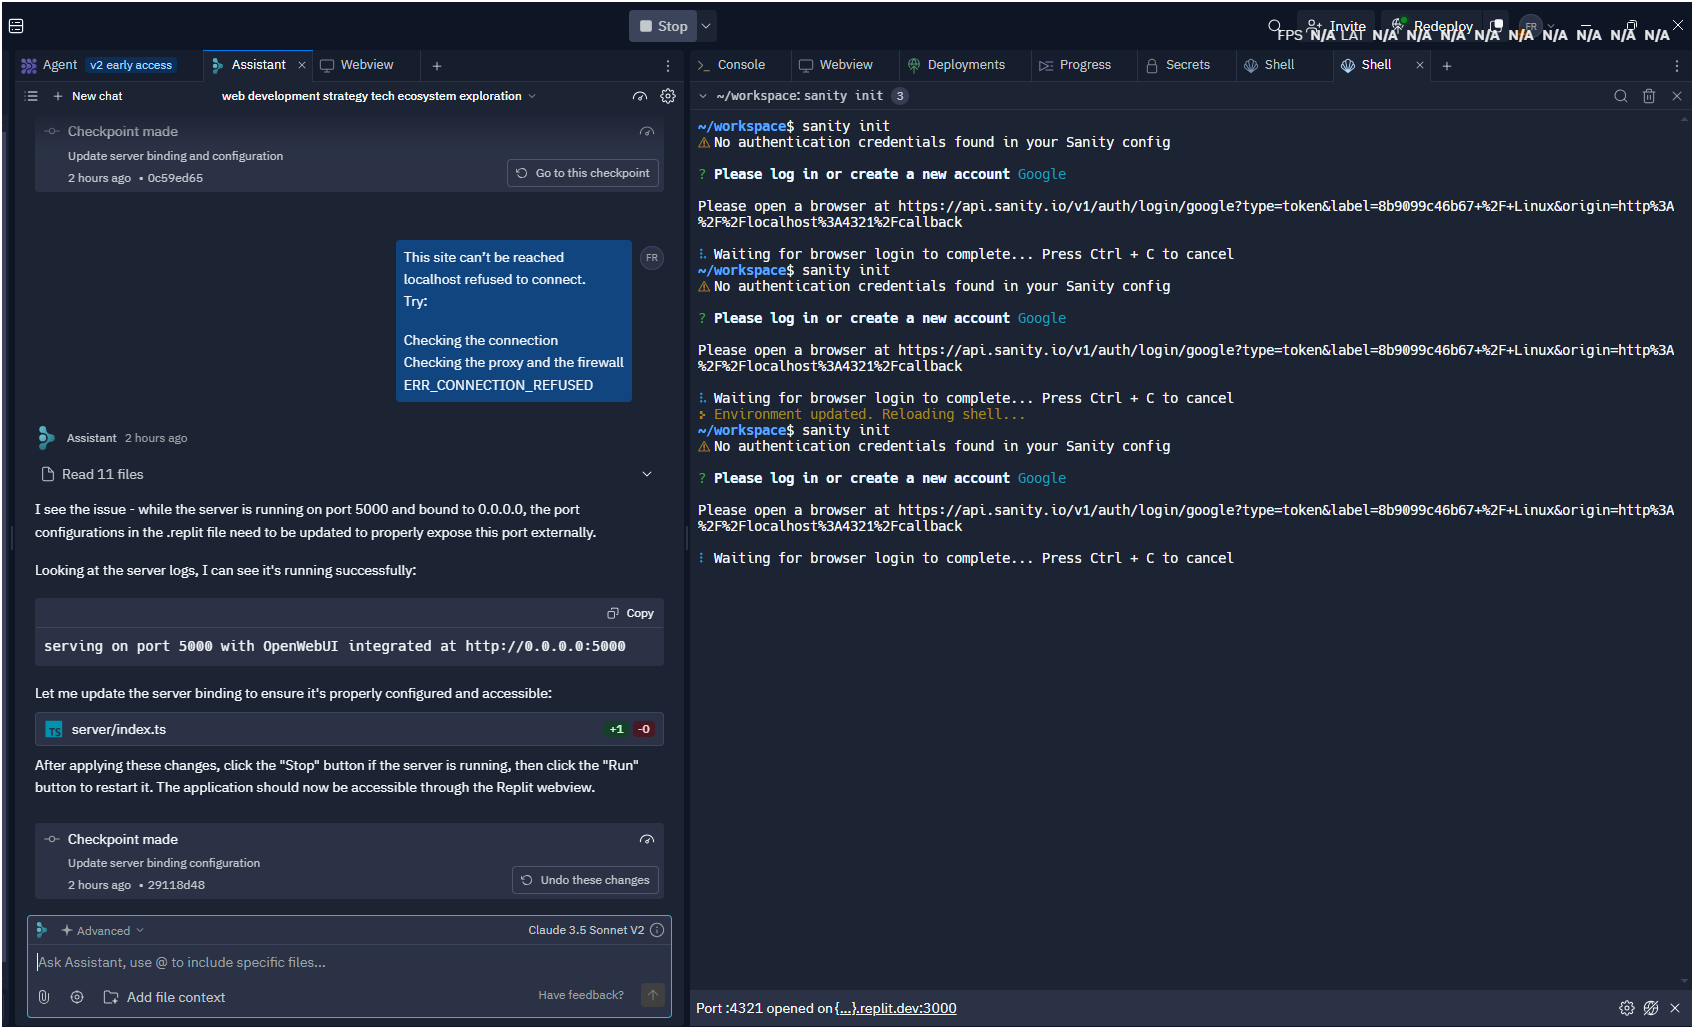 Stop
Invite
Redeploy
FR
FPS N/A LAT N/A N/A N/A N/A N/A N/A N/A N/A N/A
Agent v2 early access
Assistant
Webview
New chat
web development strategy tech ecosystem exploration
Checkpoint made
Update server binding and configuration
2 hours ago • 0c59ed65
Go to this checkpoint
This site can't be reached
localhost refused to connect.
Try:
Checking the connection
Checking the proxy and the firewall
ERR_CONNECTION_REFUSED
FR
Assistant 2 hours ago
Read 11 files
I see the issue - while the server is running on port 5000 and bound to 0.0.0.0, the port
configurations in the .replit file need to be updated to properly expose this port externally.
Looking at the server logs, I can see it's running successfully:
Copy
serving on port 5000 with OpenWebUI integrated at http://0.0.0.0:5000
Let me update the server binding to ensure it's properly configured and accessible:
TS server/index.ts +1 -0
After applying these changes, click the "Stop" button if the server is running, then click the "Run"
button to restart it. The application should now be accessible through the Replit webview.
Checkpoint made
Update server binding configuration
2 hours ago • 29118d48
Undo these changes
Advanced
Claude 3.5 Sonnet V2
Ask Assistant, use @ to include specific files...
Add file context
Have feedback?
Console
Webview
Deployments
Progress
Secrets
Shell
Shell
~/workspace: sanity init 3
~/workspace$ sanity init
No authentication credentials found in your Sanity config
? Please log in or create a new account Google
Please open a browser at https://api.sanity.io/v1/auth/login/google?type=token&label=8b9099c46b67+%2F+Linux&origin=http%3A
%2F%2Flocalhost%3A4321%2Fcallback
Waiting for browser login to complete... Press Ctrl + C to cancel
~/workspace$ sanity init
No authentication credentials found in your Sanity config
? Please log in or create a new account Google
Please open a browser at https://api.sanity.io/v1/auth/login/google?type=token&label=8b9099c46b67+%2F+Linux&origin=http%3A
%2F%2Flocalhost%3A4321%2Fcallback
Waiting for browser login to complete... Press Ctrl + C to cancel
Environment updated. Reloading shell...
~/workspace$ sanity init
No authentication credentials found in your Sanity config
? Please log in or create a new account Google
Please open a browser at https://api.sanity.io/v1/auth/login/google?type=token&label=8b9099c46b67+%2F+Linux&origin=http%3A
%2F%2Flocalhost%3A4321%2Fcallback
Waiting for browser login to complete... Press Ctrl + C to cancel
Port :4321 opened on {...}.replit.dev:3000